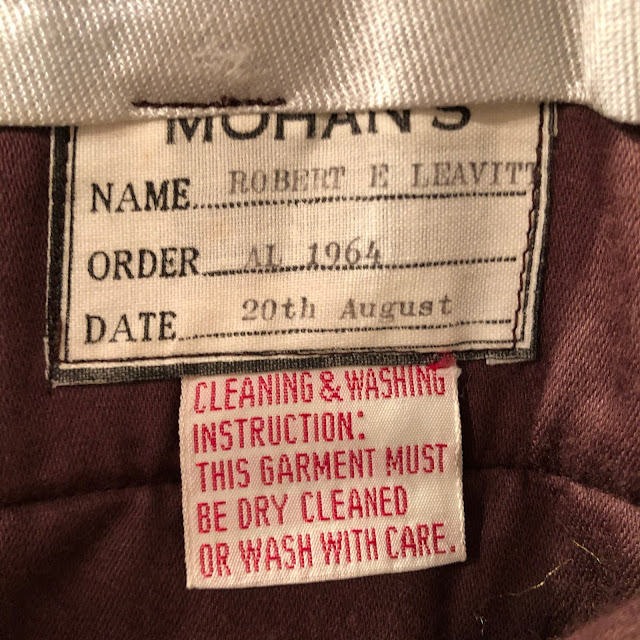 MOHAN'S
NAME ROBERT E LEAVITT
ORDER AL 1964
DATE 20th August
CLEANING & WASHING
INSTRUCTION:
THIS GARMENT MUST
BE DRY CLEANED
OR WASH WITH CARE.